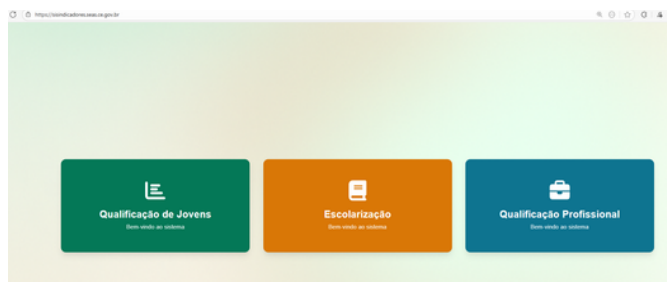 Qualificação de Jovens
Bem-vindo ao sistema
Escolarização
Bem-vindo ao sistema
Qualificação Profissional
Bem-vindo ao sistema